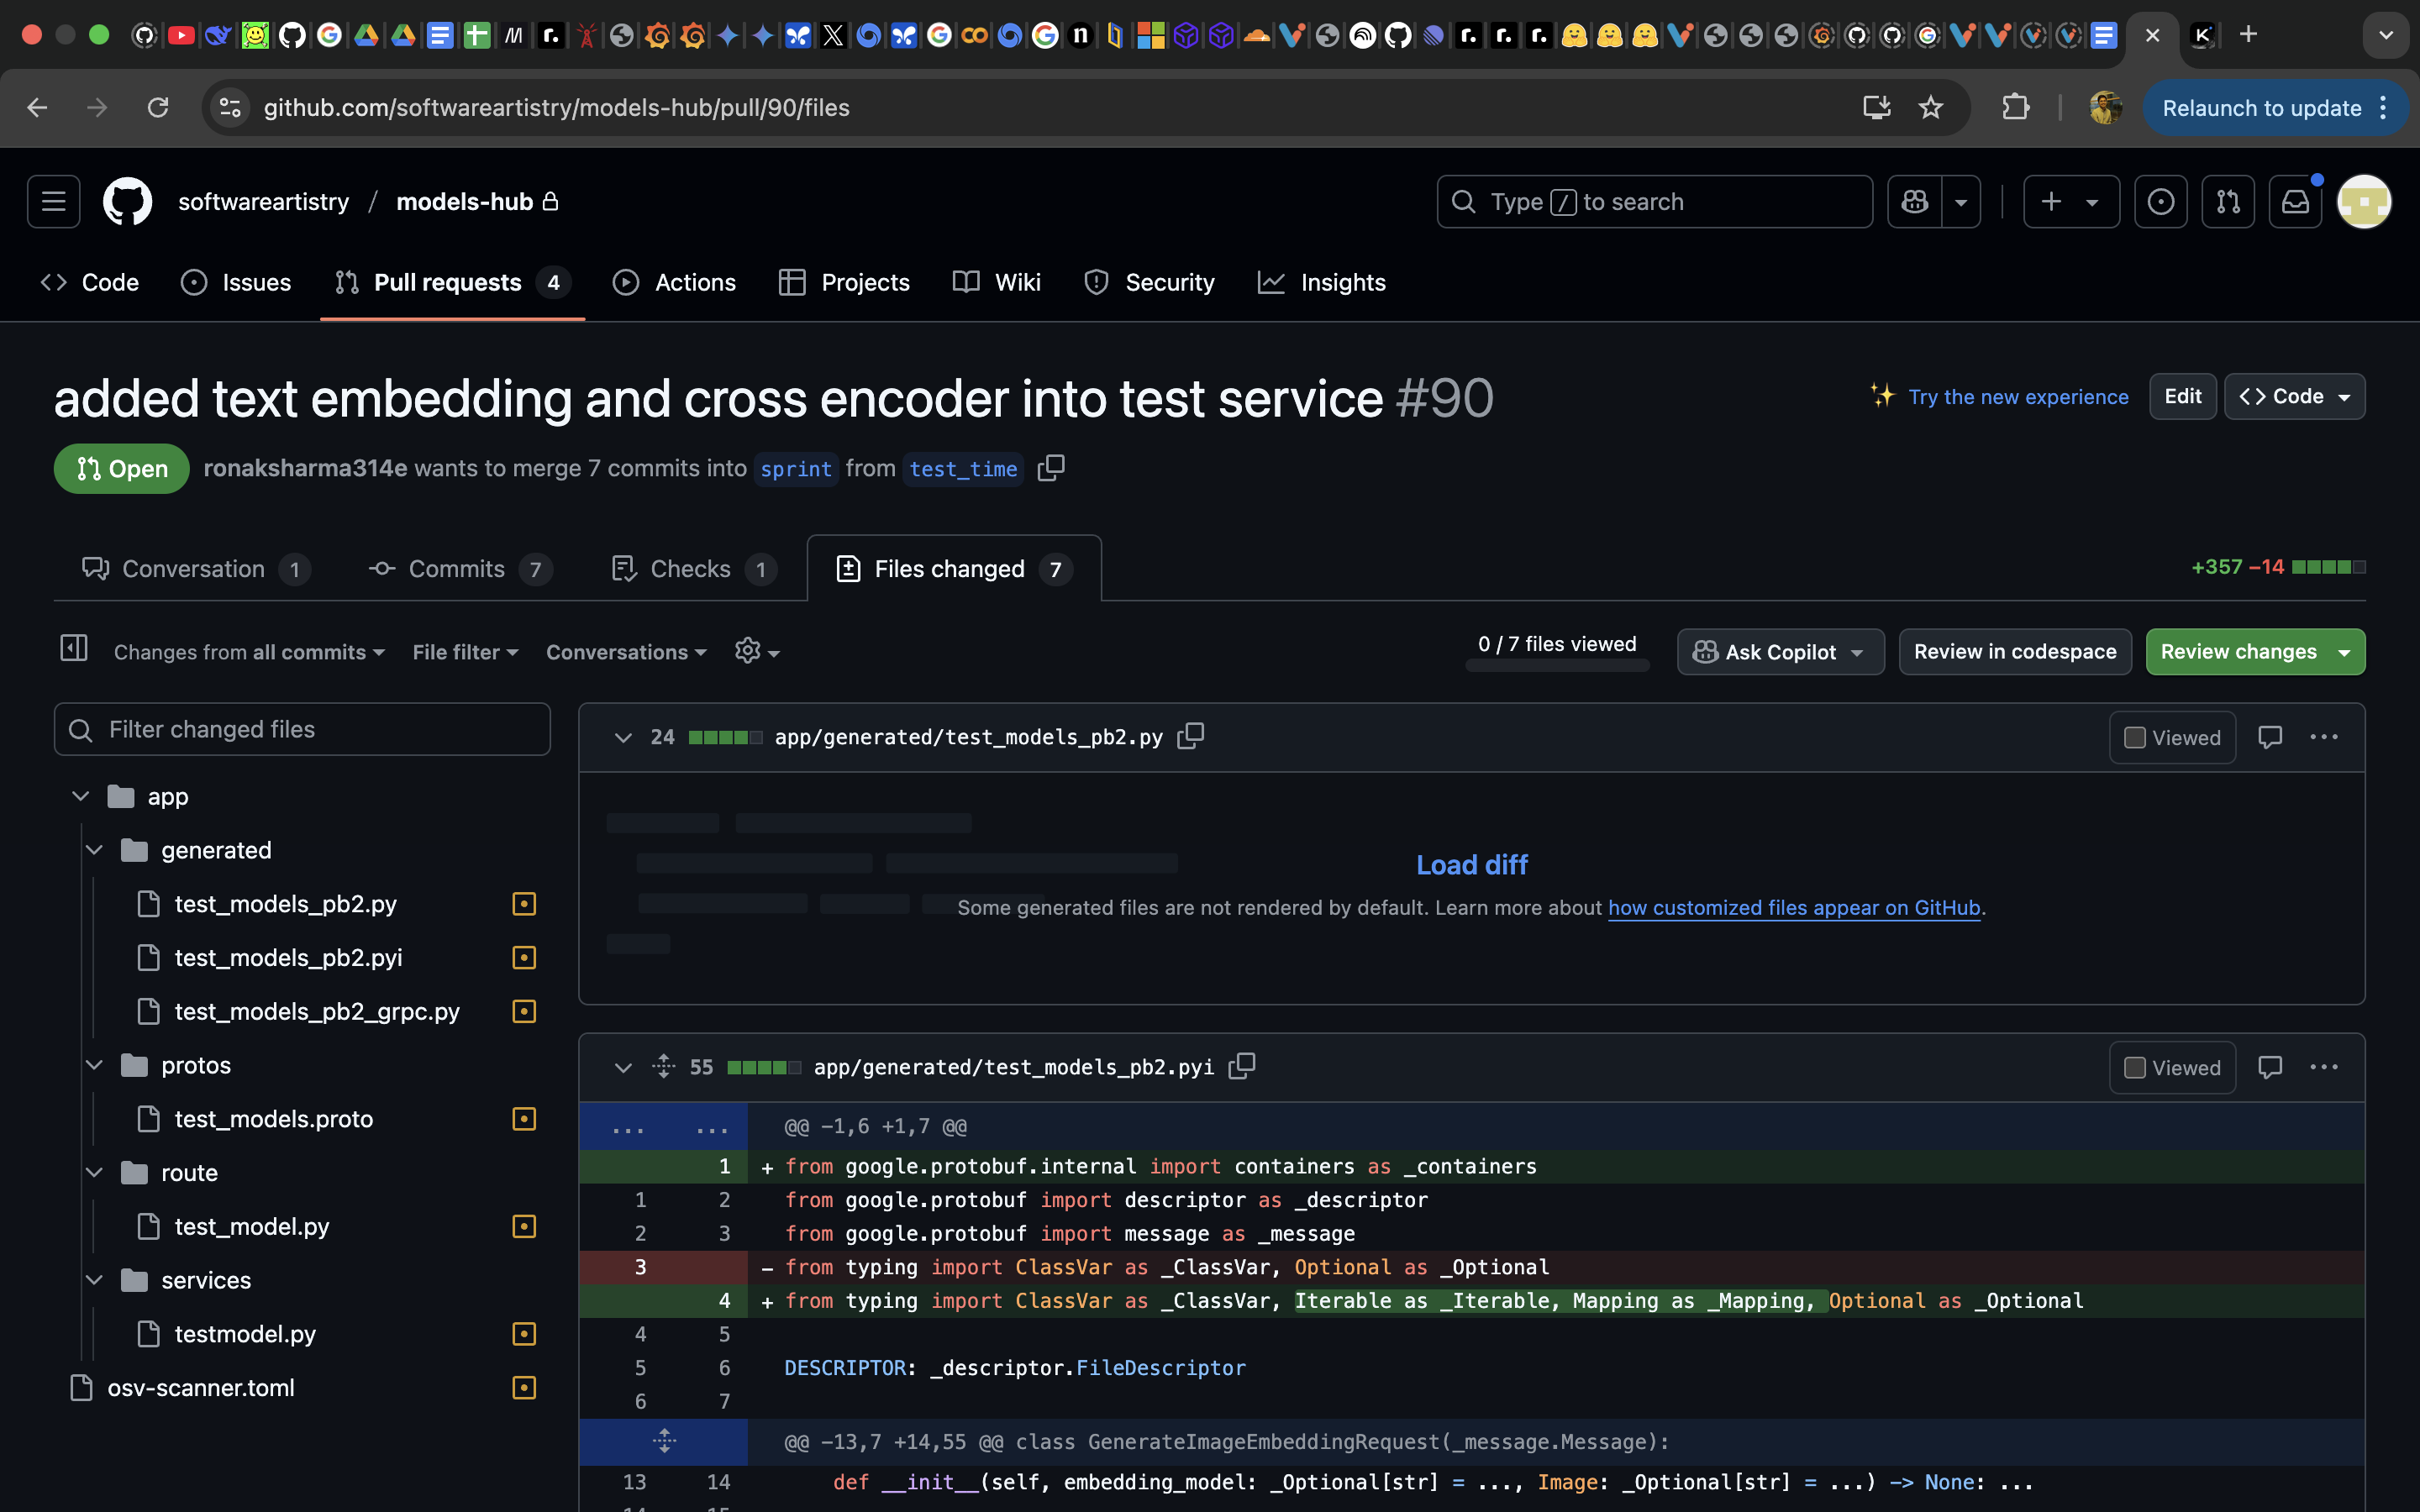 github.com/softwareartistry/models-hub/pull/90/files
Relaunch to update
softwareartistry / models-hub
Type / to search
Code
Issues
Pull requests 4
Actions
Projects
Wiki
Security
Insights
added text embedding and cross encoder into test service #90
Try the new experience
Edit
<> Code
Open
ronaksharma314e wants to merge 7 commits into sprint from test_time
Conversation 1
Commits 7
Checks 1
Files changed 7
+357 −14
Changes from all commits
File filter
Conversations
0 / 7 files viewed
Ask Copilot
Review in codespace
Review changes
Filter changed files
app
generated
test_models_pb2.py
test_models_pb2.pyi
test_models_pb2_grpc.py
protos
test_models.proto
route
test_model.py
services
testmodel.py
osv-scanner.toml
24 app/generated/test_models_pb2.py
Viewed
Load diff
Some generated files are not rendered by default. Learn more about how customized files appear on GitHub.
55 app/generated/test_models_pb2.pyi
Viewed
... ... @@ -1,6 +1,7 @@
1 + from google.protobuf.internal import containers as _containers
1 2 from google.protobuf import descriptor as _descriptor
2 3 from google.protobuf import message as _message
3 - from typing import ClassVar as _ClassVar, Optional as _Optional
4 + from typing import ClassVar as _ClassVar, Iterable as _Iterable, Mapping as _Mapping, Optional as _Optional
4 5
5 6 DESCRIPTOR: _descriptor.FileDescriptor
6 7
@@ -13,7 +14,55 @@ class GenerateImageEmbeddingRequest(_message.Message):
13 14 def __init__(self, embedding_model: _Optional[str] = ..., Image: _Optional[str] = ...) -> None: ...